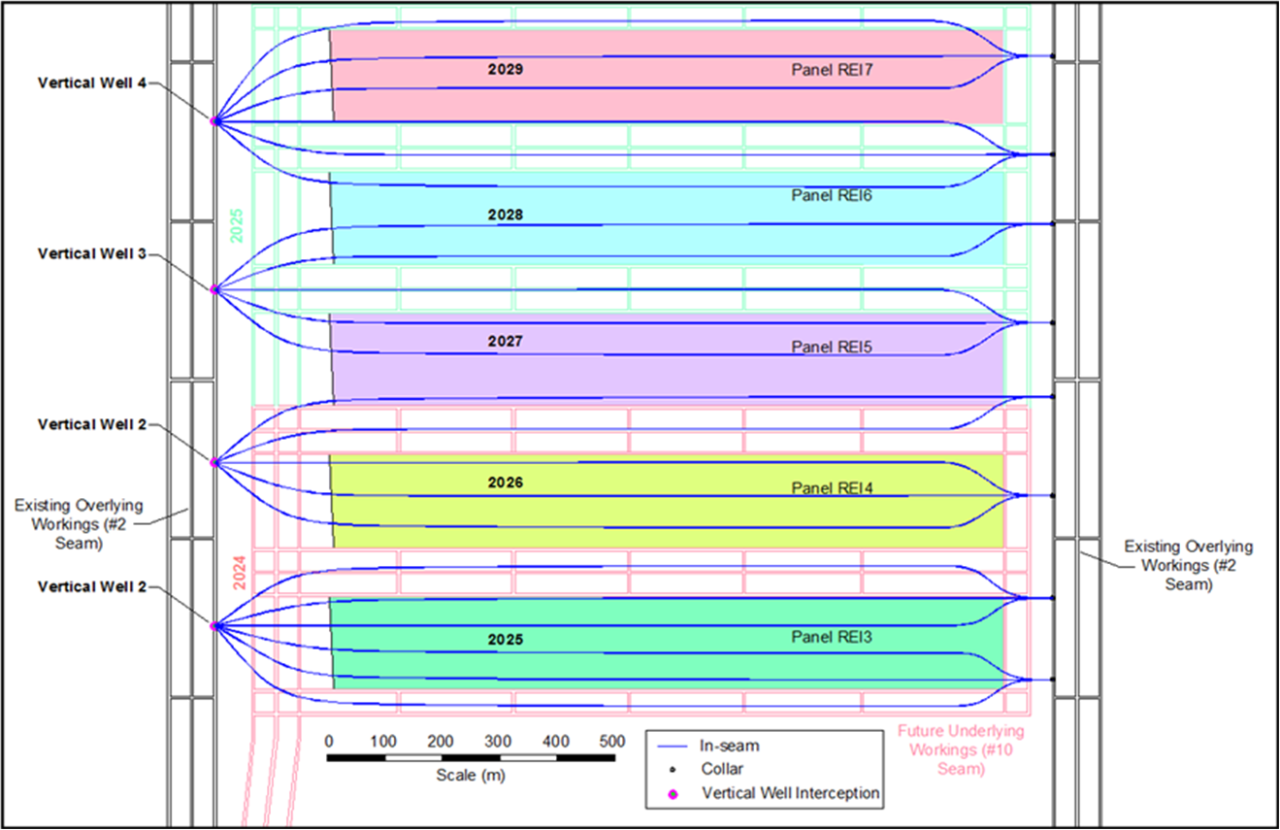 2029
Panel REI7
Vertical Well 4
Panel REI6
2028
2025
Vertical Well 3
2027
Panel REI5
Vertical Well 2
2026
Panel REI4
Existing Overlying
Workings (#2
Seam)
Existing Overlying
Workings (#2
Seam)
2024
Vertical Well 2
2025
Panel REI3
Future Underlying
Workings (#10
Seam)
0 100 200 300 400 500
Scale (m)
In-seam
Collar
Vertical Well Interception